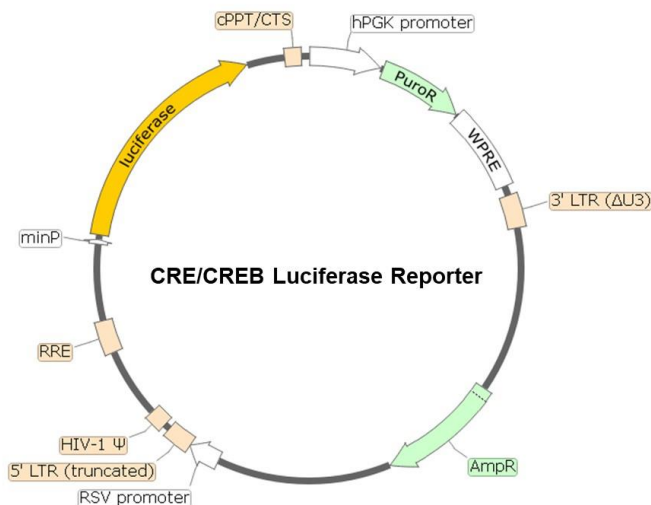 cPPT/CTS
hPGK promoter
PuroR
luciferase
WPRE
3' LTR (ΔU3)
minP
CRE/CREB Luciferase Reporter
RRE
HIV-1 Ψ
5' LTR (truncated)
RSV promoter
AmpR